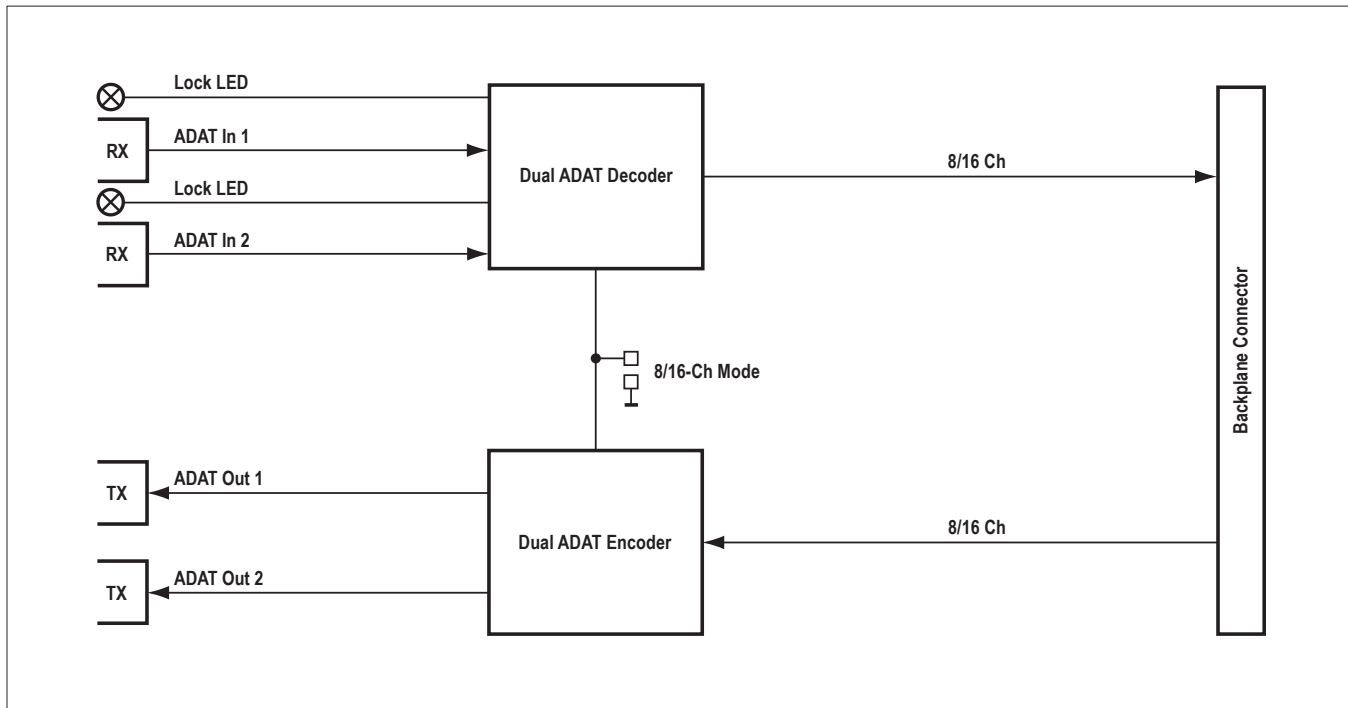 Lock LED
RX
ADAT In 1
Lock LED
RX
ADAT In 2
Dual ADAT Decoder
8/16 Ch
Backplane Connector
8/16-Ch Mode
TX
ADAT Out 1
TX
ADAT Out 2
Dual ADAT Encoder
8/16 Ch